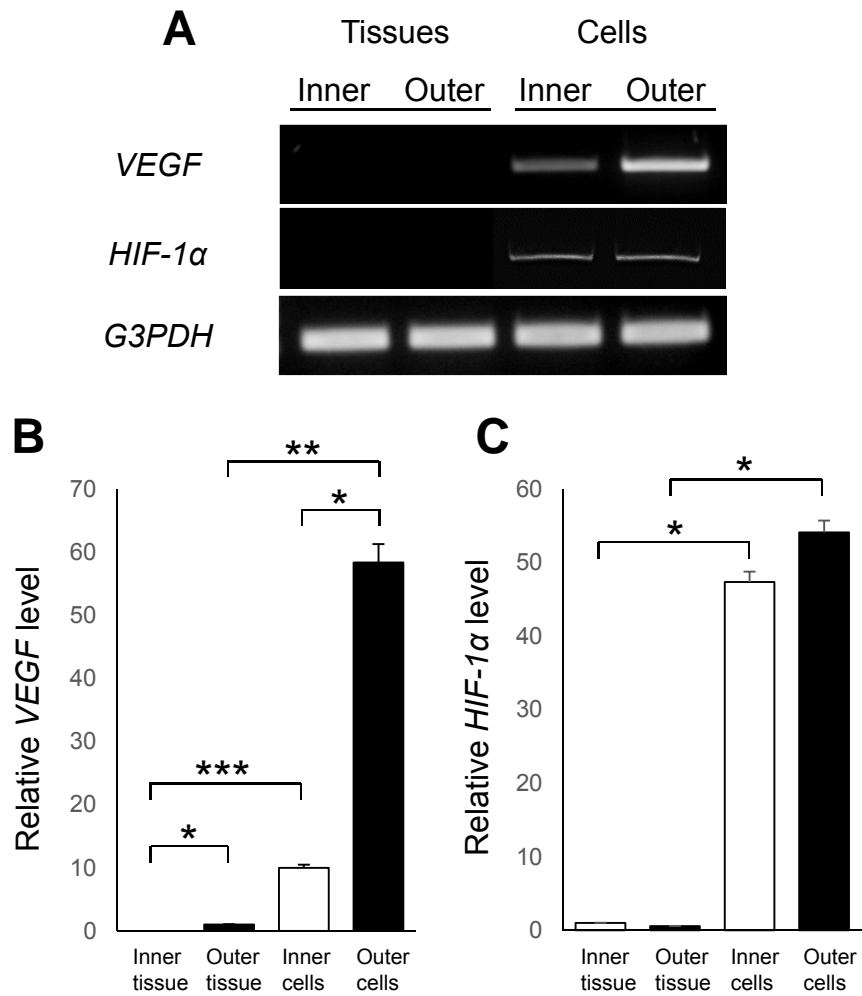 A
Tissues Cells
Inner Outer Inner Outer
VEGF
HIF-1α
G3PDH
B
**
*
***
*
Relative VEGF level
70
60
50
40
30
20
10
0
Inner tissue
Outer tissue
Inner cells
Outer cells
C
*
*
Relative HIF-1α level
60
50
40
30
20
10
0
Inner tissue
Outer tissue
Inner cells
Outer cells